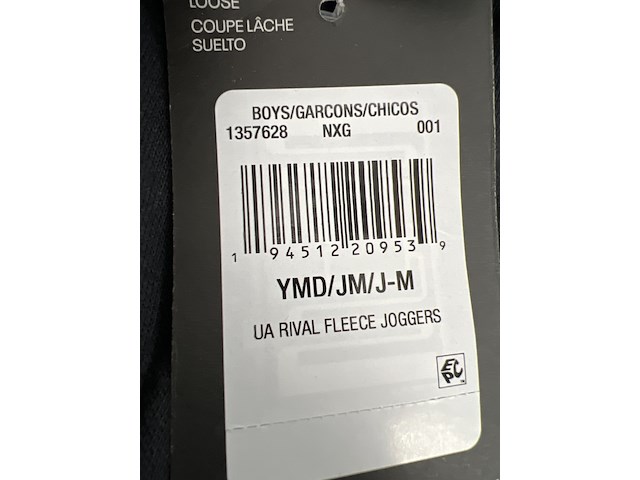 LOOSE
COUPE LÂCHE
SUELTO
BOYS/GARCONS/CHICOS
1357628 NXG 001
1 94512 20953 9
YMD/JM/J-M
UA RIVAL FLEECE JOGGERS
EPC